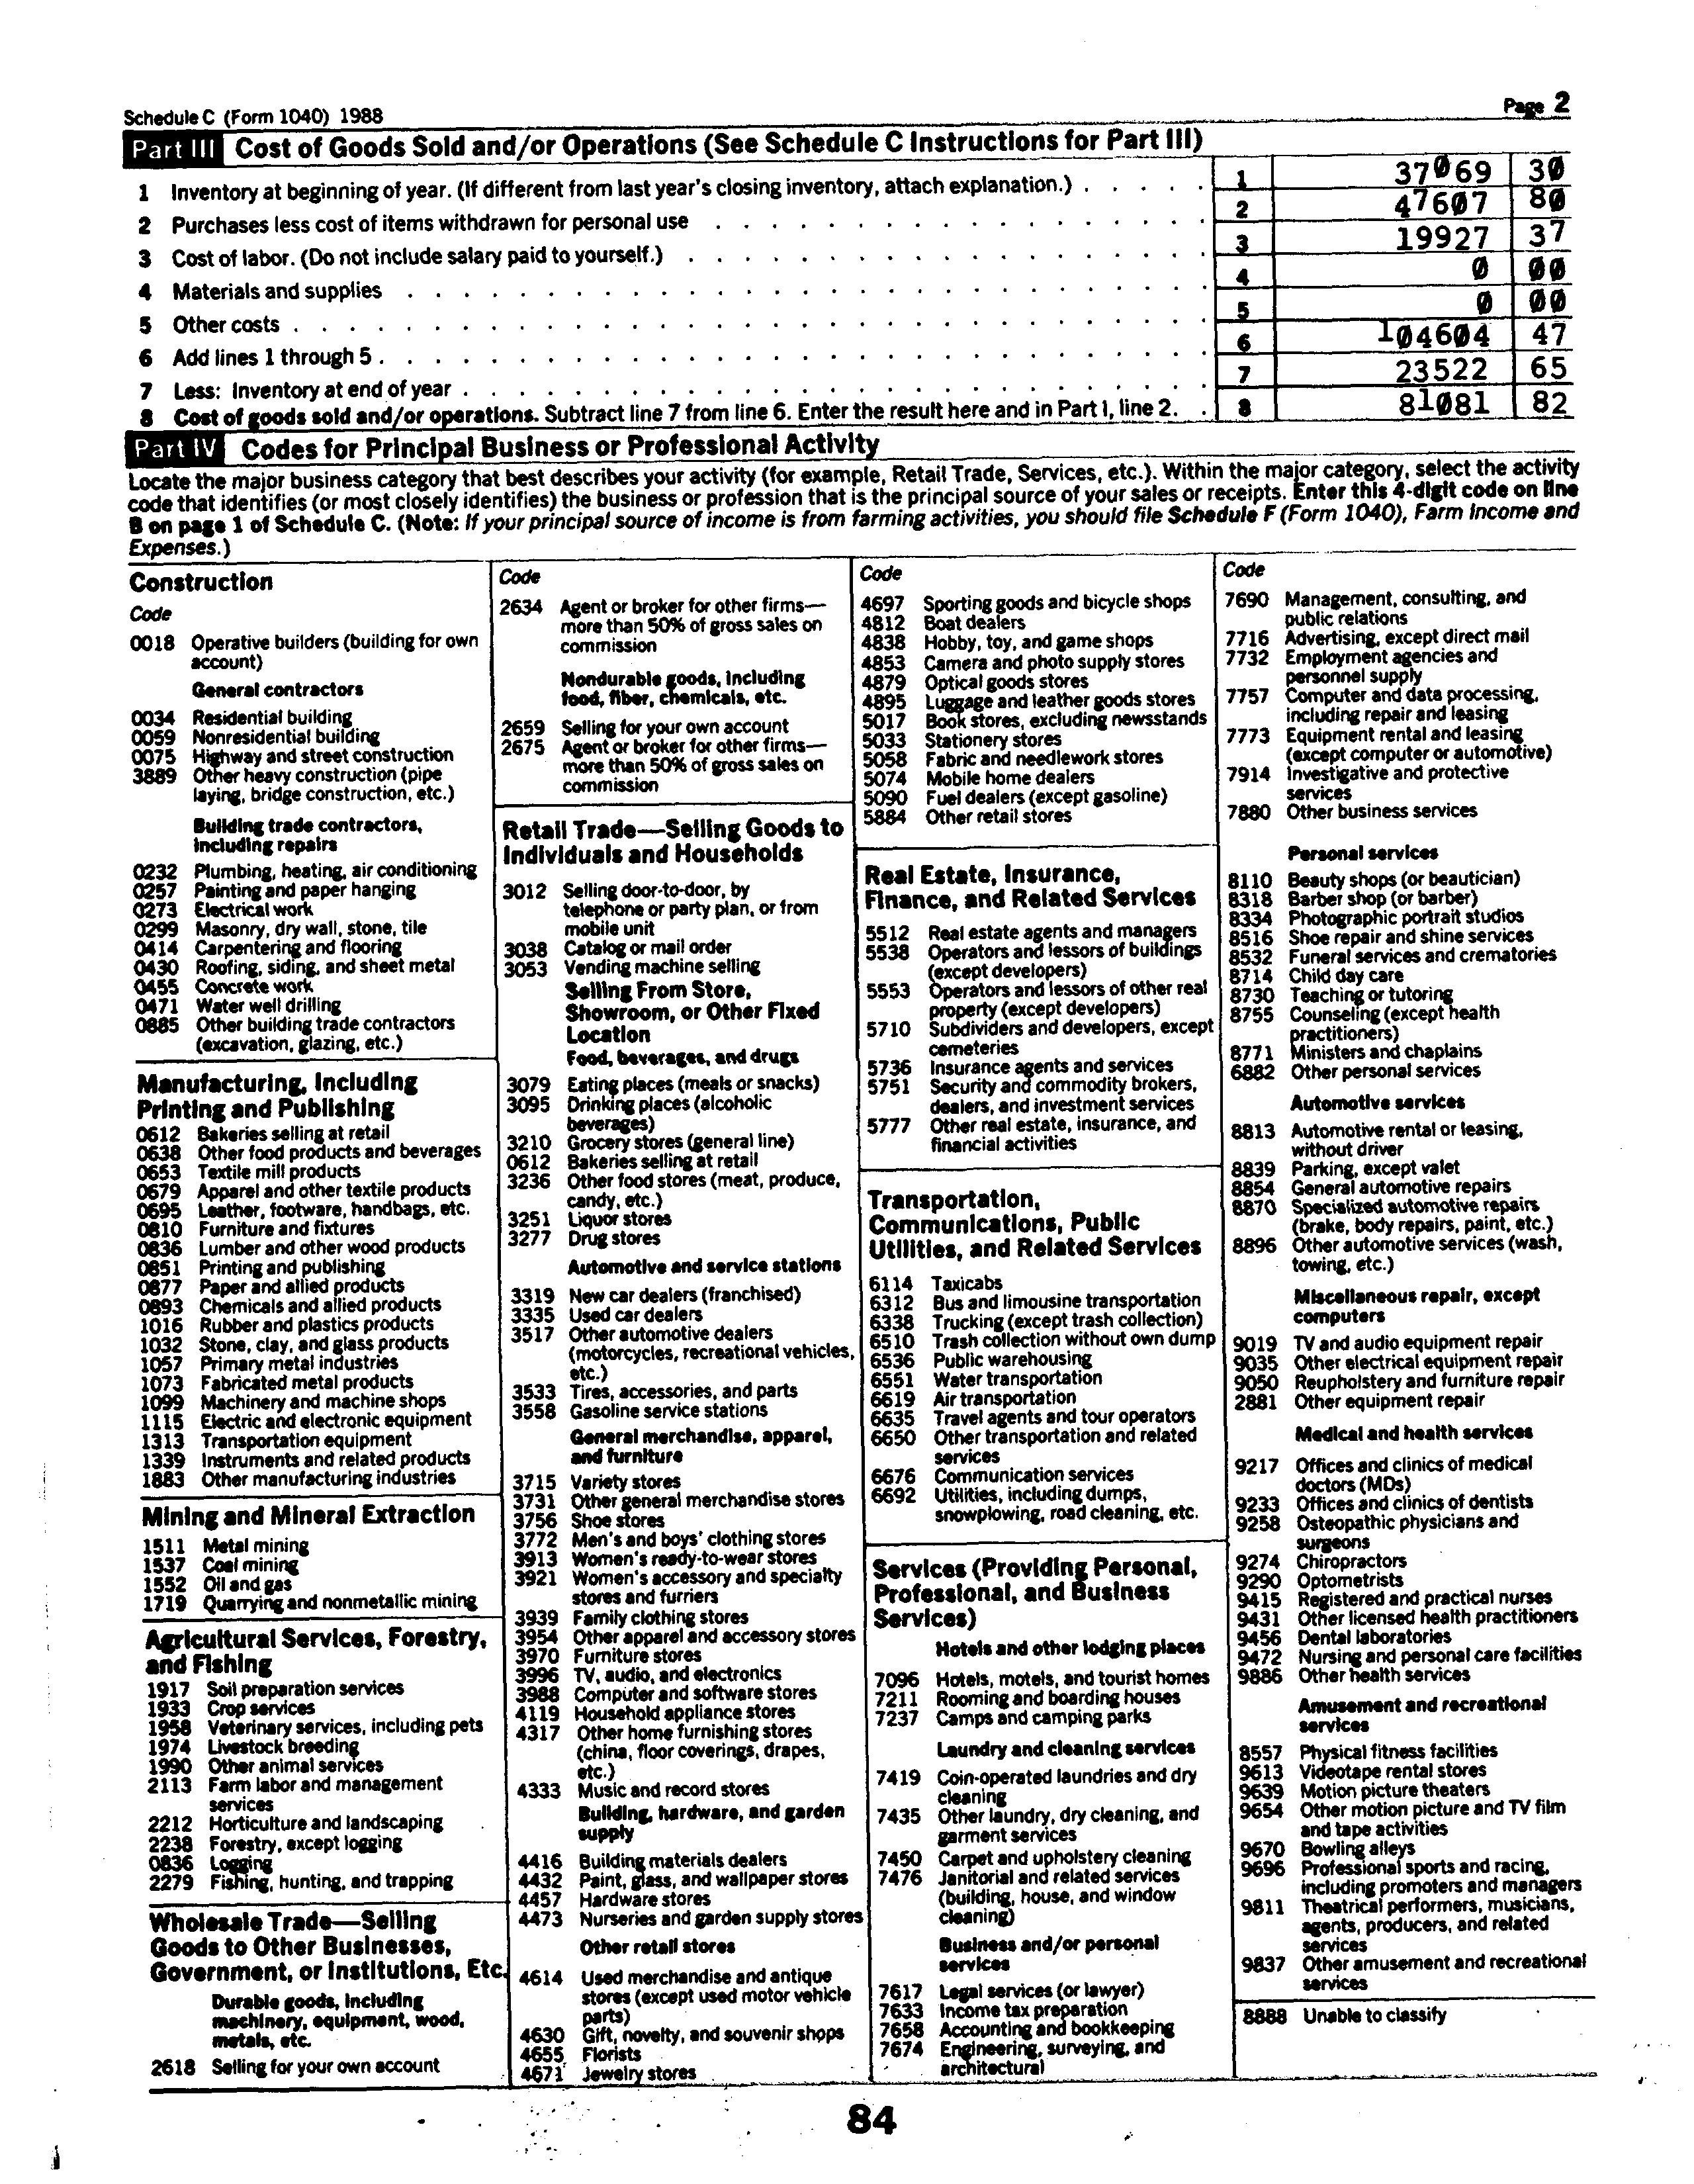 Schedule C (Form 1040) 1988
Page 2
Part III Cost of Goods Sold and/or Operations (See Schedule C Instructions for Part III)
1 Inventory at beginning of year. (If different from last year's closing inventory, attach explanation.) . . . . . 1 37069 30
2 Purchases less cost of items withdrawn for personal use . . . . . 2 47607 80
3 Cost of labor. (Do not include salary paid to yourself.) . . . . . 3 19927 37
4 Materials and supplies . . . . . 4 0 00
5 Other costs . . . . . 5 0 00
6 Add lines 1 through 5 . . . . . 6 104604 47
7 Less: Inventory at end of year . . . . . 7 23522 65
8 Cost of goods sold and/or operations. Subtract line 7 from line 6. Enter the result here and in Part I, line 2. . 8 81081 82
Part IV Codes for Principal Business or Professional Activity
Locate the major business category that best describes your activity (for example, Retail Trade, Services, etc.). Within the major category, select the activity
code that identifies (or most closely identifies) the business or profession that is the principal source of your sales or receipts. Enter this 4-digit code on line
B on page 1 of Schedule C. (Note: If your principal source of income is from farming activities, you should file Schedule F (Form 1040), Farm Income and
Expenses.)
Construction
Code
0018 Operative builders (building for own
account)
General contractors
0034 Residential building
0059 Nonresidential building
0075 Highway and street construction
3889 Other heavy construction (pipe
laying, bridge construction, etc.)
Building trade contractors,
including repairs
0232 Plumbing, heating, air conditioning
0257 Painting and paper hanging
0273 Electrical work
0299 Masonry, dry wall, stone, tile
0414 Carpentering and flooring
0430 Roofing, siding, and sheet metal
0455 Concrete work
0471 Water well drilling
0885 Other building trade contractors
(excavation, glazing, etc.)
Manufacturing, Including
Printing and Publishing
0612 Bakeries selling at retail
0638 Other food products and beverages
0653 Textile mill products
0679 Apparel and other textile products
0695 Leather, footware, handbags, etc.
0810 Furniture and fixtures
0836 Lumber and other wood products
0851 Printing and publishing
0877 Paper and allied products
0893 Chemicals and allied products
1016 Rubber and plastics products
1032 Stone, clay, and glass products
1057 Primary metal industries
1073 Fabricated metal products
1099 Machinery and machine shops
1115 Electric and electronic equipment
1313 Transportation equipment
1339 Instruments and related products
1883 Other manufacturing industries
Mining and Mineral Extraction
1511 Metal mining
1537 Coal mining
1552 Oil and gas
1719 Quarrying and nonmetallic mining
Agricultural Services, Forestry,
and Fishing
1917 Soil preparation services
1933 Crop services
1958 Veterinary services, including pets
1974 Livestock breeding
1990 Other animal services
2113 Farm labor and management
services
2212 Horticulture and landscaping
2238 Forestry, except logging
0836 Logging
2279 Fishing, hunting, and trapping
Wholesale Trade—Selling
Goods to Other Businesses,
Government, or Institutions, Etc.
Durable goods, including
machinery, equipment, wood,
metals, etc.
2618 Selling for your own account
Code
2634 Agent or broker for other firms—
more than 50% of gross sales on
commission
Nondurable goods, including
food, fiber, chemicals, etc.
2659 Selling for your own account
2675 Agent or broker for other firms—
more than 50% of gross sales on
commission
Retail Trade—Selling Goods to
Individuals and Households
3012 Selling door-to-door, by
telephone or party plan, or from
mobile unit
3038 Catalog or mail order
3053 Vending machine selling
Selling From Store,
Showroom, or Other Fixed
Location
Food, beverages, and drugs
3079 Eating places (meals or snacks)
3095 Drinking places (alcoholic
beverages)
3210 Grocery stores (general line)
0612 Bakeries selling at retail
3236 Other food stores (meat, produce,
candy, etc.)
3251 Liquor stores
3277 Drug stores
Automotive and service stations
3319 New car dealers (franchised)
3335 Used car dealers
3517 Other automotive dealers
(motorcycles, recreational vehicles,
etc.)
3533 Tires, accessories, and parts
3558 Gasoline service stations
General merchandise, apparel,
and furniture
3715 Variety stores
3731 Other general merchandise stores
3756 Shoe stores
3772 Men's and boys' clothing stores
3913 Women's ready-to-wear stores
3921 Women's accessory and specialty
stores and furriers
3939 Family clothing stores
3954 Other apparel and accessory stores
3970 Furniture stores
3996 TV, audio, and electronics
3988 Computer and software stores
4119 Household appliance stores
4317 Other home furnishing stores
(china, floor coverings, drapes,
etc.)
4333 Music and record stores
Building, hardware, and garden
supply
4416 Building materials dealers
4432 Paint, glass, and wallpaper stores
4457 Hardware stores
4473 Nurseries and garden supply stores
Other retail stores
4614 Used merchandise and antique
stores (except used motor vehicle
parts)
4630 Gift, novelty, and souvenir shops
4655 Florists
4671 Jewelry stores
Code
4697 Sporting goods and bicycle shops
4812 Boat dealers
4838 Hobby, toy, and game shops
4853 Camera and photo supply stores
4879 Optical goods stores
4895 Luggage and leather goods stores
5017 Book stores, excluding newsstands
5033 Stationery stores
5058 Fabric and needlework stores
5074 Mobile home dealers
5090 Fuel dealers (except gasoline)
5884 Other retail stores
Real Estate, Insurance,
Finance, and Related Services
5512 Real estate agents and managers
5538 Operators and lessors of buildings
(except developers)
5553 Operators and lessors of other real
property (except developers)
5710 Subdividers and developers, except
cemeteries
5736 Insurance agents and services
5751 Security and commodity brokers,
dealers, and investment services
5777 Other real estate, insurance, and
financial activities
Transportation,
Communications, Public
Utilities, and Related Services
6114 Taxicabs
6312 Bus and limousine transportation
6338 Trucking (except trash collection)
6510 Trash collection without own dump
6536 Public warehousing
6551 Water transportation
6619 Air transportation
6635 Travel agents and tour operators
6650 Other transportation and related
services
6676 Communication services
6692 Utilities, including dumps,
snowplowing, road cleaning, etc.
Services (Providing Personal,
Professional, and Business
Services)
Hotels and other lodging places
7096 Hotels, motels, and tourist homes
7211 Rooming and boarding houses
7237 Camps and camping parks
Laundry and cleaning services
7419 Coin-operated laundries and dry
cleaning
7435 Other laundry, dry cleaning, and
garment services
7450 Carpet and upholstery cleaning
7476 Janitorial and related services
(building, house, and window
cleaning)
Business and/or personal
services
7617 Legal services (or lawyer)
7633 Income tax preparation
7658 Accounting and bookkeeping
7674 Engineering, surveying, and
architectural
Code
7690 Management, consulting, and
public relations
7716 Advertising, except direct mail
7732 Employment agencies and
personnel supply
7757 Computer and data processing,
including repair and leasing
7773 Equipment rental and leasing
(except computer or automotive)
7914 Investigative and protective
services
7880 Other business services
Personal services
8110 Beauty shops (or beautician)
8318 Barber shop (or barber)
8334 Photographic portrait studios
8516 Shoe repair and shine services
8532 Funeral services and crematories
8714 Child day care
8730 Teaching or tutoring
8755 Counseling (except health
practitioners)
8771 Ministers and chaplains
6882 Other personal services
Automotive services
8813 Automotive rental or leasing,
without driver
8839 Parking, except valet
8854 General automotive repairs
8870 Specialized automotive repairs
(brake, body repairs, paint, etc.)
8896 Other automotive services (wash,
towing, etc.)
Miscellaneous repair, except
computers
9019 TV and audio equipment repair
9035 Other electrical equipment repair
9050 Reupholstery and furniture repair
2881 Other equipment repair
Medical and health services
9217 Offices and clinics of medical
doctors (MDs)
9233 Offices and clinics of dentists
9258 Osteopathic physicians and
surgeons
9274 Chiropractors
9290 Optometrists
9415 Registered and practical nurses
9431 Other licensed health practitioners
9456 Dental laboratories
9472 Nursing and personal care facilities
9886 Other health services
Amusement and recreational
services
8557 Physical fitness facilities
9613 Videotape rental stores
9639 Motion picture theaters
9654 Other motion picture and TV film
and tape activities
9670 Bowling alleys
9696 Professional sports and racing,
including promoters and managers
9811 Theatrical performers, musicians,
agents, producers, and related
services
9837 Other amusement and recreational
services
8888 Unable to classify
84